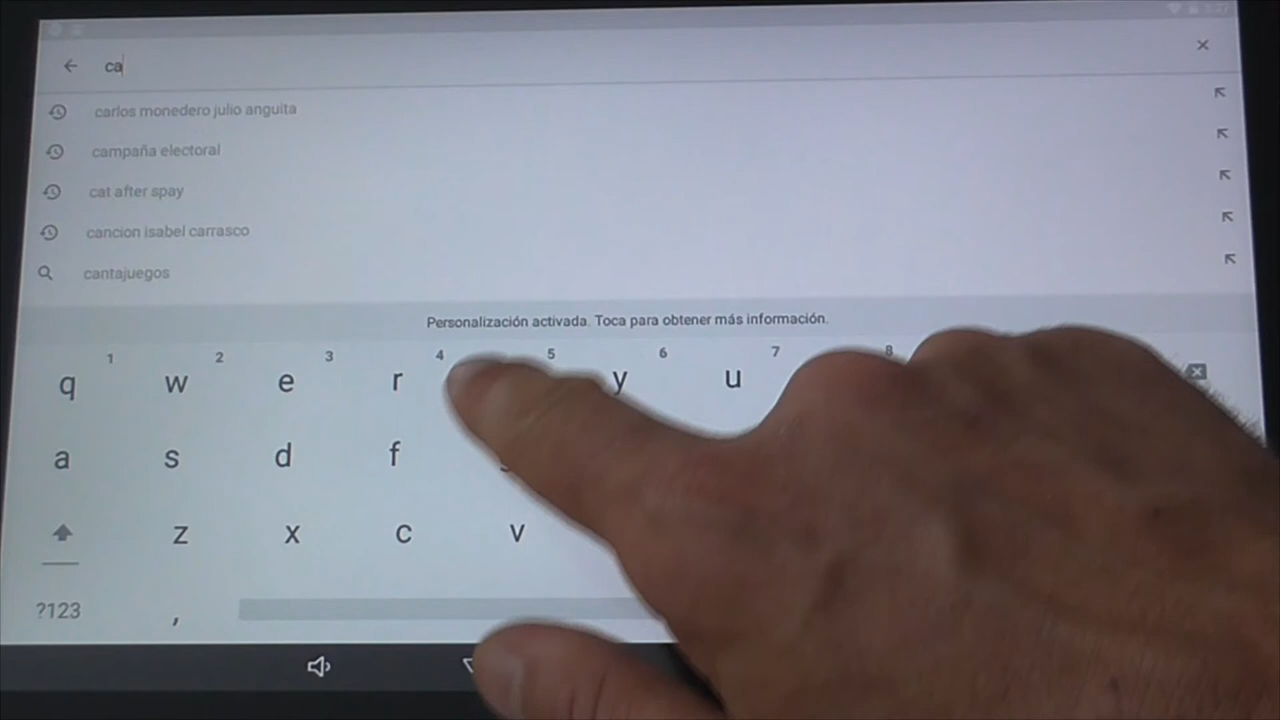 ca
carlos monedero julio anguita
campaña electoral
cat after spay
cancion isabel carrasco
cantajuegos
Personalización activada. Toca para obtener más información.
1 2 3 4 5 6 7 8
q w e r y u
a s d f
z x c v
?123 ,